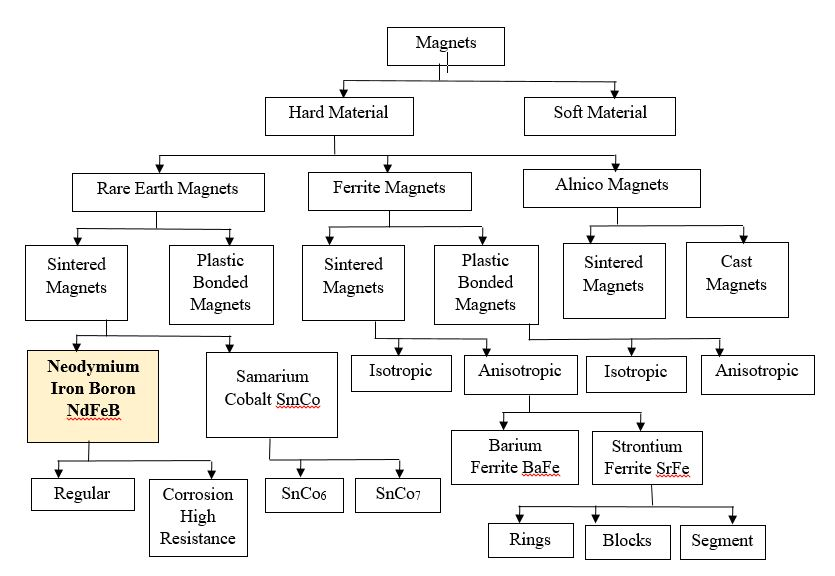 Magnets
Hard Material
Soft Material
Rare Earth Magnets
Ferrite Magnets
Alnico Magnets
Sintered
Magnets
Plastic
Bonded
Magnets
Sintered
Magnets
Plastic
Bonded
Magnets
Sintered
Magnets
Cast
Magnets
Neodymium
Iron Boron
NdFeB
Samarium
Cobalt SmCo
Isotropic
Anisotropic
Isotropic
Anisotropic
Barium
Ferrite BaFe
Strontium
Ferrite SrFe
Regular
Corrosion
High
Resistance
SnCo6
SnCo7
Rings
Blocks
Segment